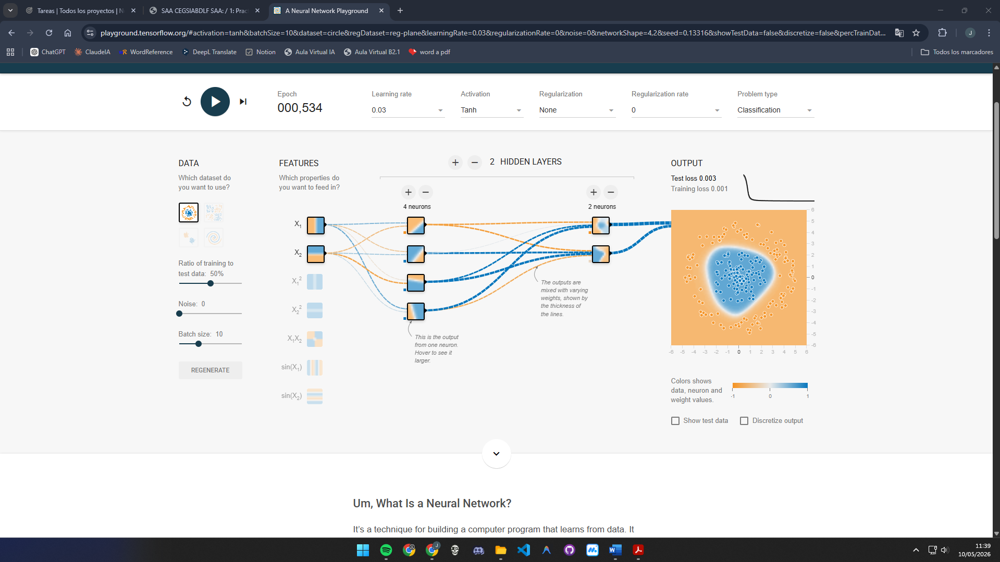 Tareas | Todos los proyectos | N
SAA CEGSIABDLF SAA: / 1: Prac
A Neural Network Playground
playground.tensorflow.org/#activation=tanh&batchSize=10&dataset=circle&regDataset=reg-plane&learningRate=0.03&regularizationRate=0&noise=0&networkShape=4,2&seed=0.13316&showTestData=false&discretize=false&percTrainDat...
J
ChatGPT
ClaudeIA
WordReference
DeepL Translate
Notion
Aula Virtual IA
Aula Virtual B2.1
word a pdf
Todos los marcadores
Epoch
000,534
Learning rate
0.03
Activation
Tanh
Regularization
None
Regularization rate
0
Problem type
Classification
DATA
Which dataset do
you want to use?
Ratio of training to
test data: 50%
Noise: 0
Batch size: 10
REGENERATE
FEATURES
Which properties do
you want to feed in?
X1
X2
X1^2
X2^2
X1X2
sin(X1)
sin(X2)
+ − 2 HIDDEN LAYERS
+ −
4 neurons
+ −
2 neurons
This is the output
from one neuron.
Hover to see it
larger.
The outputs are
mixed with varying
weights, shown by
the thickness of
the lines.
OUTPUT
Test loss 0.003
Training loss 0.001
6
5
4
3
2
1
0
-1
-2
-3
-4
-5
-6
-6 -5 -4 -3 -2 -1 0 1 2 3 4 5 6
Colors shows
data, neuron and
weight values.
-1 0 1
Show test data
Discretize output
Um, What Is a Neural Network?
It’s a technique for building a computer program that learns from data. It
J
11:39
10/05/2026